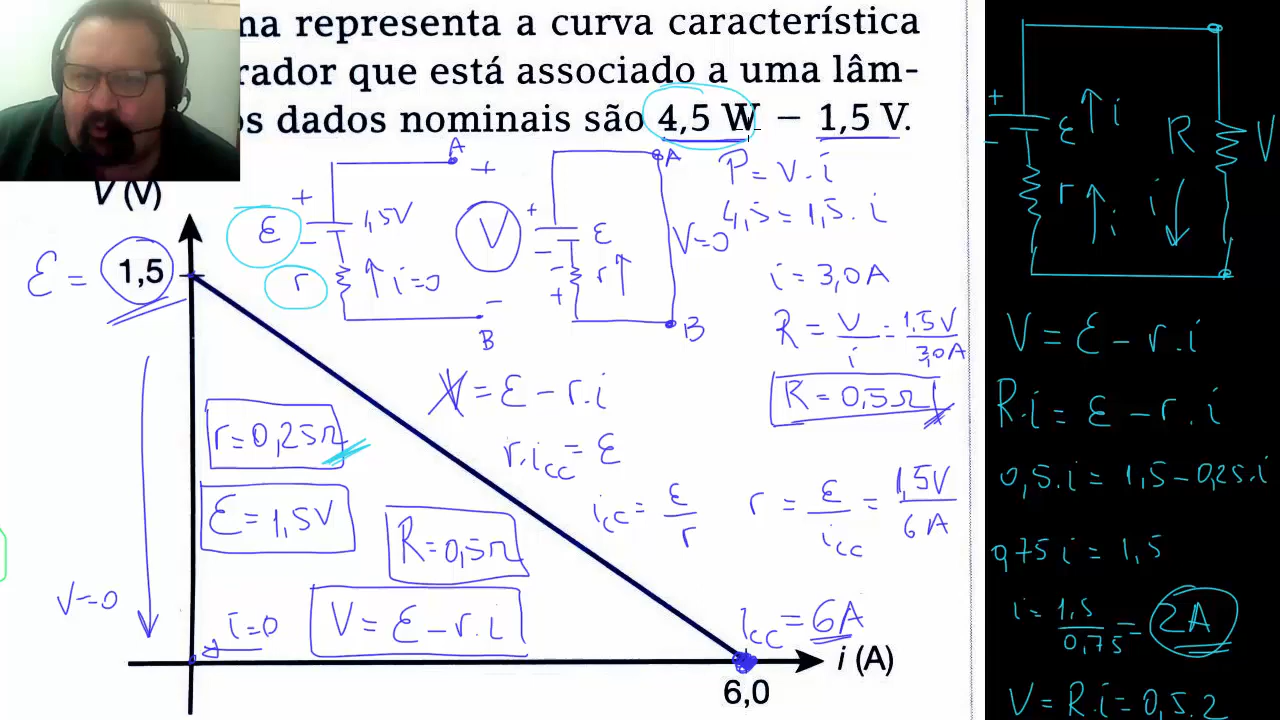 ma representa a curva característica
rador que está associado a uma lâm-
os dados nominais são 4,5 W – 1,5 V.
V (V)
ε = 1,5
+
ε
−
1,5V
r
i=0
A
+
V
−
B
+
ε
−
−
r
+
A
V=0
B
P = V.i
4,5 = 1,5. i
i = 3,0A
R = V/i = 1,5V/3,0A
R = 0,5Ω
V = ε − r.i
r.icc = ε
icc = ε/r
r = ε/icc = 1,5V/6A
r=0,25Ω
ε=1,5V
R=0,5Ω
V = ε − r.i
V=0
i=0
icc = 6A
i (A)
6,0
+
−
ε
i
r
i
R
i
V
V = ε − r.i
R.i = ε − r.i
0,5.i = 1,5 − 0,25.i
0,75 i = 1,5
i = 1,5/0,75 = 2A
V = R.i = 0,5.2